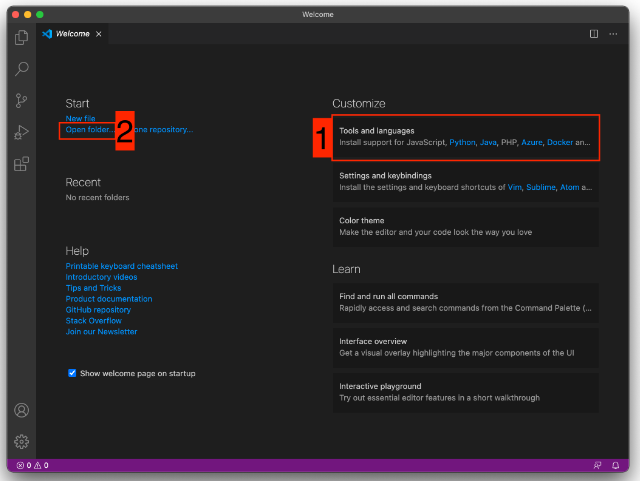 Welcome
Welcome
Start
New file
Open folder...
one repository...
2
Recent
No recent folders
Help
Printable keyboard cheatsheet
Introductory videos
Tips and Tricks
Product documentation
GitHub repository
Stack Overflow
Join our Newsletter
Show welcome page on startup
Customize
1
Tools and languages
Install support for JavaScript, Python, Java, PHP, Azure, Docker an...
Settings and keybindings
Install the settings and keyboard shortcuts of Vim, Sublime, Atom a...
Color theme
Make the editor and your code look the way you love
Learn
Find and run all commands
Rapidly access and search commands from the Command Palette (...
Interface overview
Get a visual overlay highlighting the major components of the UI
Interactive playground
Try out essential editor features in a short walkthrough
0 0